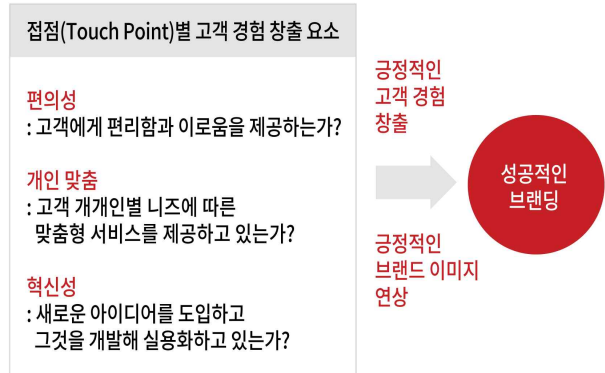 접점(Touch Point)별 고객 경험 창출 요소
편의성
: 고객에게 편리함과 이로움을 제공하는가?
개인 맞춤
: 고객 개개인별 니즈에 따른
맞춤형 서비스를 제공하고 있는가?
혁신성
: 새로운 아이디어를 도입하고
그것을 개발해 실용화하고 있는가?
긍정적인
고객 경험
창출
긍정적인
브랜드 이미지
연상
성공적인
브랜딩